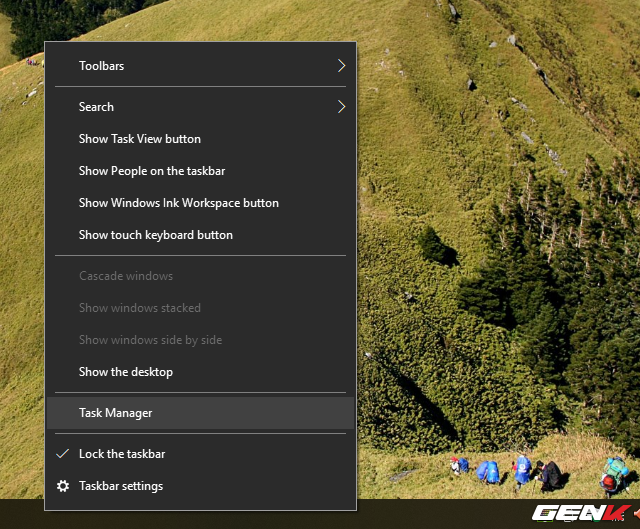 Toolbars
Search
Show Task View button
Show People on the taskbar
Show Windows Ink Workspace button
Show touch keyboard button
Cascade windows
Show windows stacked
Show windows side by side
Show the desktop
Task Manager
Lock the taskbar
Taskbar settings
GENK